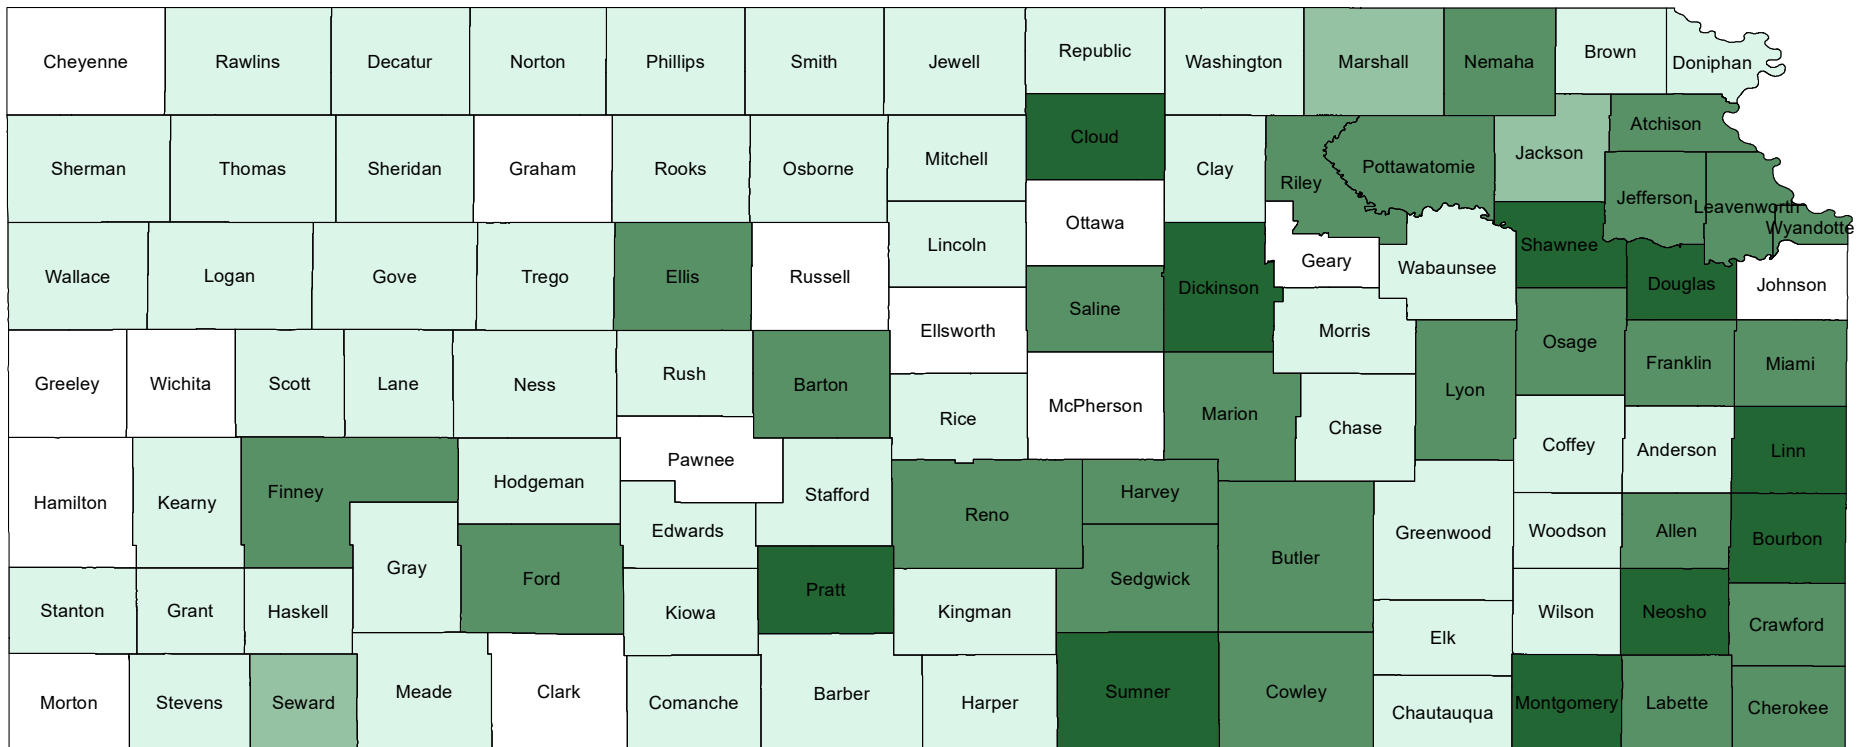 Cheyenne
Rawlins
Decatur
Norton
Phillips
Smith
Jewell
Republic
Washington
Marshall
Nemaha
Brown
Doniphan
Sherman
Thomas
Sheridan
Graham
Rooks
Osborne
Mitchell
Cloud
Clay
Riley
Pottawatomie
Jackson
Atchison
Jefferson
Leavenworth
Wyandotte
Wallace
Logan
Gove
Trego
Ellis
Russell
Lincoln
Ottawa
Saline
Dickinson
Geary
Wabaunsee
Shawnee
Douglas
Johnson
Greeley
Wichita
Scott
Lane
Ness
Rush
Barton
Ellsworth
Rice
McPherson
Marion
Morris
Chase
Lyon
Osage
Franklin
Miami
Hamilton
Kearny
Finney
Hodgeman
Pawnee
Stafford
Edwards
Reno
Harvey
Sedgwick
Butler
Greenwood
Coffey
Anderson
Linn
Woodson
Allen
Bourbon
Gray
Ford
Stanton
Grant
Haskell
Kiowa
Pratt
Kingman
Elk
Wilson
Neosho
Crawford
Morton
Stevens
Seward
Meade
Clark
Comanche
Barber
Harper
Sumner
Cowley
Chautauqua
Montgomery
Labette
Cherokee